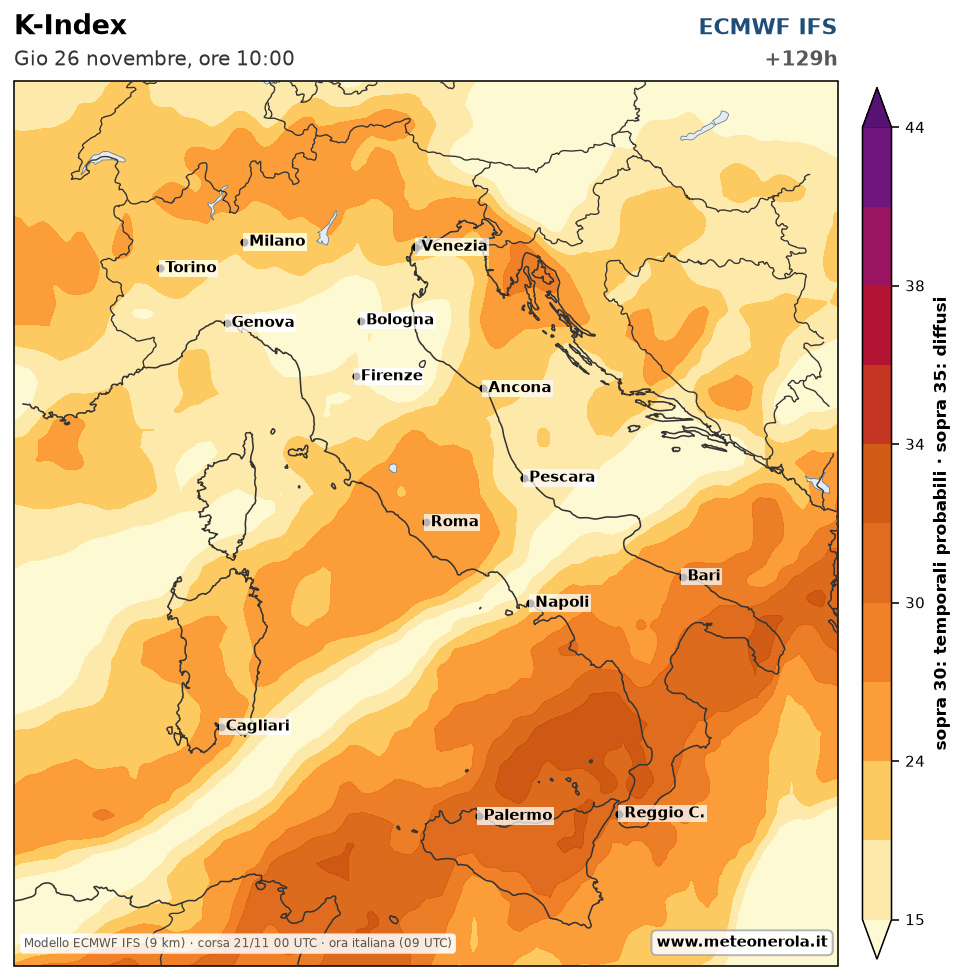 K-Index
ECMWF IFS
Gio 26 novembre, ore 10:00
+129h
Milano
Venezia
Torino
Genova
Bologna
Firenze
Ancona
Pescara
Roma
Bari
Napoli
Cagliari
Palermo
Reggio C.
44
38
34
30
24
15
sopra 30: temporali probabili · sopra 35: diffusi
Modello ECMWF IFS (9 km) · corsa 21/11 00 UTC · ora italiana (09 UTC)
www.meteonerola.it